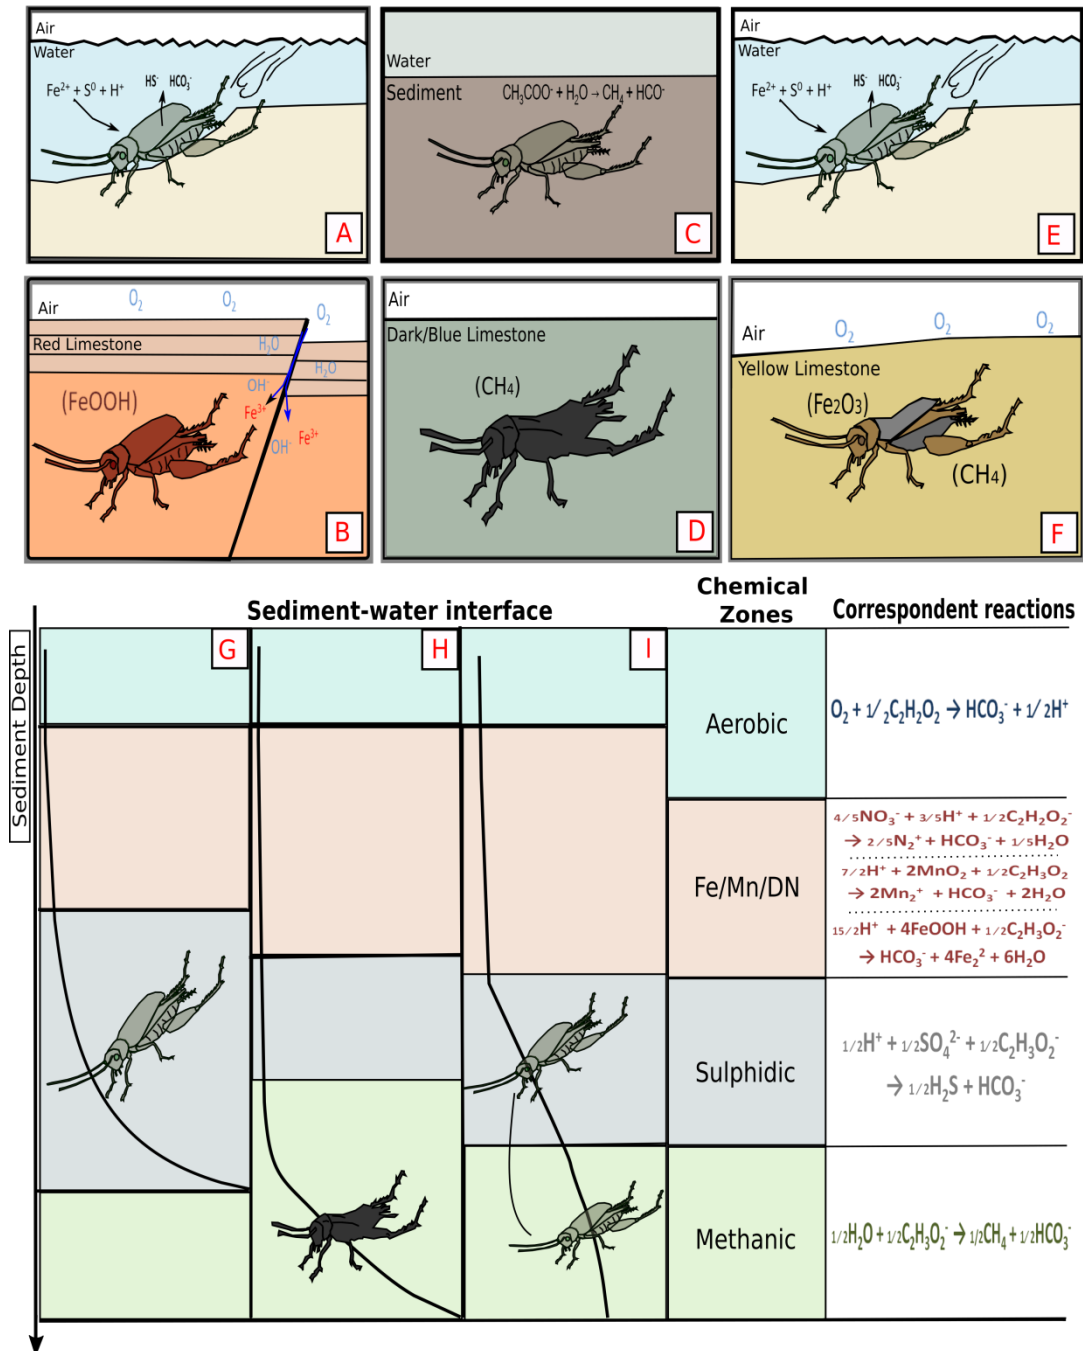 Air
Water
Fe²⁺ + S⁰ + H⁺
HS⁻ HCO₃⁻
A
Water
Sediment
CH₃COO⁻ + H₂O → CH₄ + HCO⁻
C
Air
Water
Fe²⁺ + S⁰ + H⁺
HS⁻ HCO₃⁻
E
Air
O₂ O₂ O₂
Red Limestone
H₂O
H₂O
OH⁻
(FeOOH)
Fe³⁺
OH⁻ Fe³⁺
B
Air
Dark/Blue Limestone
(CH₄)
D
Air
O₂ O₂ O₂
Yellow Limestone
(Fe₂O₃)
(CH₄)
F
Sediment-water interface
Chemical
Zones
Correspondent reactions
Sediment Depth
G
H
I
Aerobic
O₂ + 1/2C₂H₂O₂ → HCO₃⁻ + 1/2H⁺
Fe/Mn/DN
4/5NO₃⁻ + 3/5H⁺ + 1/2C₂H₂O₂⁻
→ 2/5N₂⁺ + HCO₃⁻ + 1/5H₂O
7/2H⁺ + 2MnO₂ + 1/2C₂H₃O₂
→ 2Mn₂⁺ + HCO₃⁻ + 2H₂O
15/2H⁺ + 4FeOOH + 1/2C₂H₃O₂⁻
→ HCO₃⁻ + 4Fe₂² + 6H₂O
Sulphidic
1/2H⁺ + 1/2SO₄²⁻ + 1/2C₂H₃O₂⁻
→ 1/2H₂S + HCO₃⁻
Methanic
1/2H₂O + 1/2C₂H₃O₂⁻ → 1/2CH₄ + 1/2HCO₃⁻